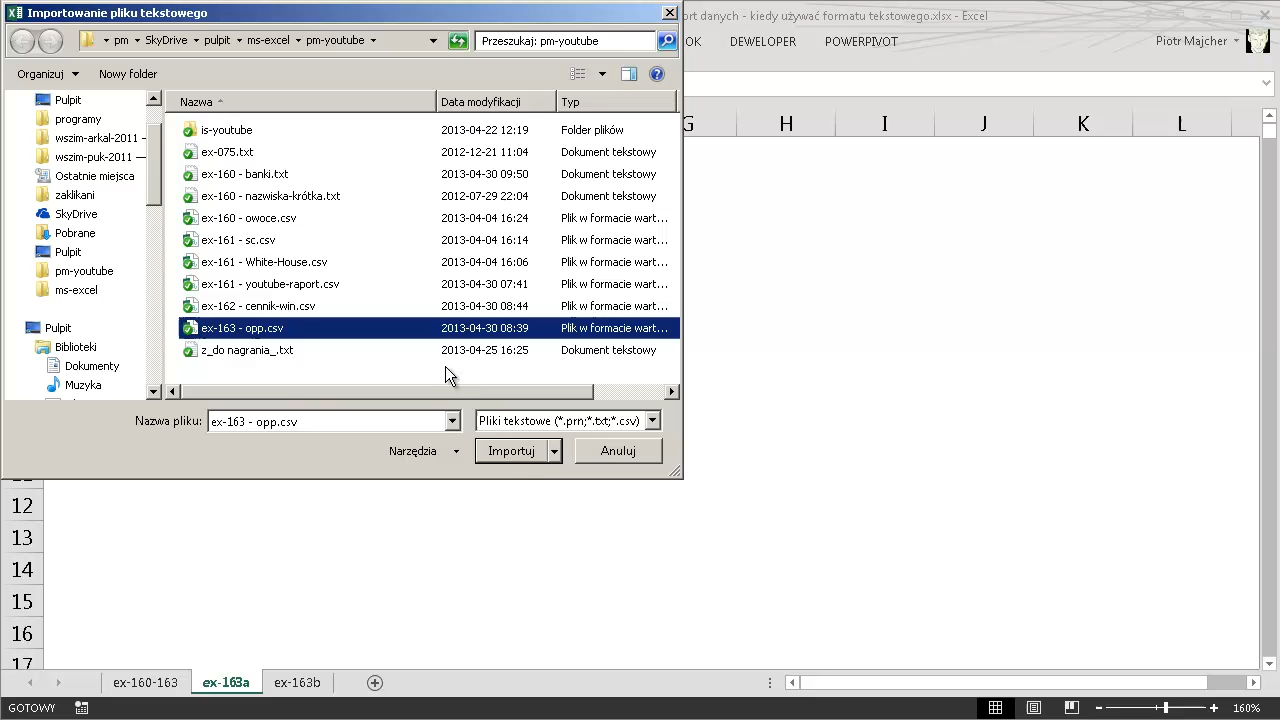 Importowanie pliku tekstowego
ort danych - kiedy używać formatu tekstowego.xlsx - Excel
pm
SkyDrive
pulpit
ms-excel
pm-youtube
Przeszukaj: pm-youtube
OK
DEWELOPER
POWERPIVOT
Piotr Majcher
Organizuj
Nowy folder
Nazwa
Data modyfikacji
Typ
Pulpit
programy
wszim-arkal-2011 -
wszim-puk-2011 —
Ostatnie miejsca
zaklikani
SkyDrive
Pobrane
Pulpit
pm-youtube
ms-excel
Pulpit
Biblioteki
Dokumenty
Muzyka
is-youtube 2013-04-22 12:19 Folder plików
ex-075.txt 2012-12-21 11:04 Dokument tekstowy
ex-160 - banki.txt 2013-04-30 09:50 Dokument tekstowy
ex-160 - nazwiska-krótka.txt 2012-07-29 22:04 Dokument tekstowy
ex-160 - owoce.csv 2013-04-04 16:24 Plik w formacie wart...
ex-161 - sc.csv 2013-04-04 16:14 Plik w formacie wart...
ex-161 - White-House.csv 2013-04-04 16:06 Plik w formacie wart...
ex-161 - youtube-raport.csv 2013-04-30 07:41 Plik w formacie wart...
ex-162 - cennik-win.csv 2013-04-30 08:44 Plik w formacie wart...
ex-163 - opp.csv 2013-04-30 08:39 Plik w formacie wart...
z_do nagrania_.txt 2013-04-25 16:25 Dokument tekstowy
Nazwa pliku: ex-163 - opp.csv
Pliki tekstowe (*.prn;*.txt;*.csv)
Narzędzia
Importuj
Anuluj
G H I J K L
12
13
14
15
16
17
ex-160-163
ex-163a
ex-163b
GOTOWY
160%